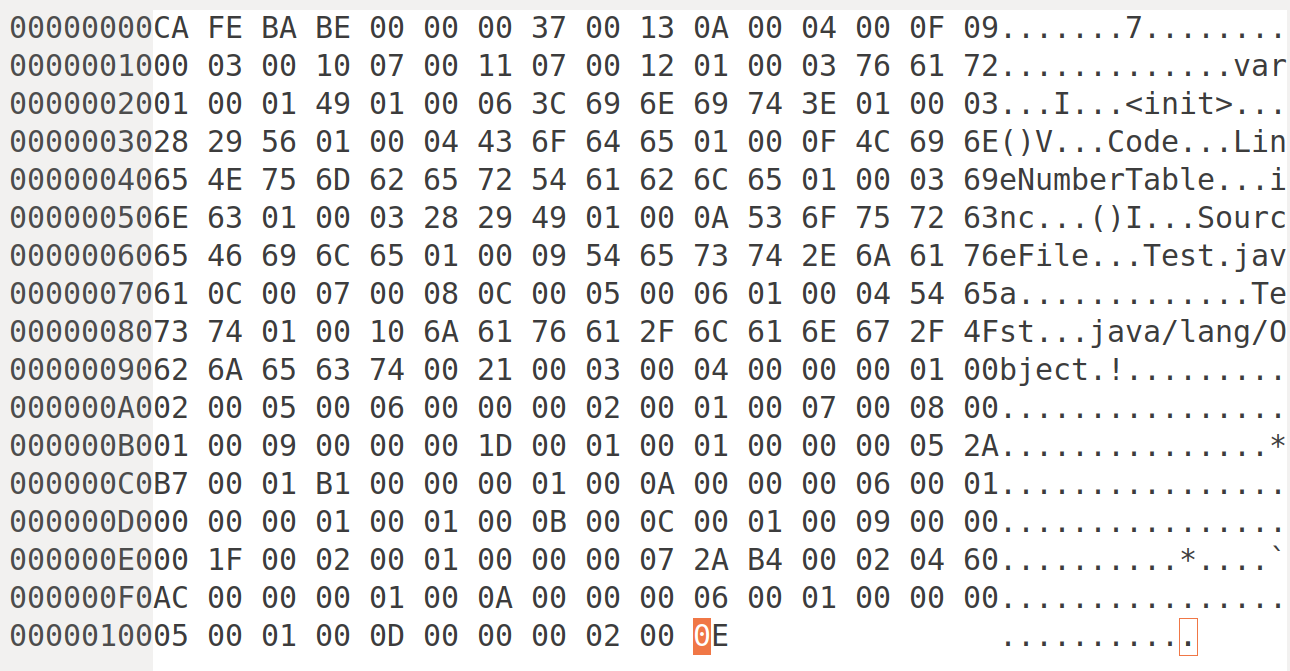 00000000CA FE BA BE 00 00 00 37 00 13 0A 00 04 00 0F 09.......7........
0000001000 03 00 10 07 00 11 07 00 12 01 00 03 76 61 72.............var
0000002001 00 01 49 01 00 06 3C 69 6E 69 74 3E 01 00 03...I...<init>...
0000003028 29 56 01 00 04 43 6F 64 65 01 00 0F 4C 69 6E()V...Code...Lin
0000004065 4E 75 6D 62 65 72 54 61 62 6C 65 01 00 03 69eNumberTable...i
000000506E 63 01 00 03 28 29 49 01 00 0A 53 6F 75 72 63nc...()I...Sourc
0000006065 46 69 6C 65 01 00 09 54 65 73 74 2E 6A 61 76eFile...Test.jav
0000007061 0C 00 07 00 08 0C 00 05 00 06 01 00 04 54 65a.............Te
0000008073 74 01 00 10 6A 61 76 61 2F 6C 61 6E 67 2F 4Fst...java/lang/O
0000009062 6A 65 63 74 00 21 00 03 00 04 00 00 00 01 00bject.!.........
000000A002 00 05 00 06 00 00 00 02 00 01 00 07 00 08 00................
000000B001 00 09 00 00 00 1D 00 01 00 01 00 00 00 05 2A...............*
000000C0B7 00 01 B1 00 00 00 01 00 0A 00 00 00 06 00 01................
000000D000 00 00 01 00 01 00 0B 00 0C 00 01 00 09 00 00................
000000E000 1F 00 02 00 01 00 00 00 07 2A B4 00 02 04 60..........*....`
000000F0AC 00 00 00 01 00 0A 00 00 00 06 00 01 00 00 00................
0000010005 00 01 00 0D 00 00 00 02 00 0E ...........